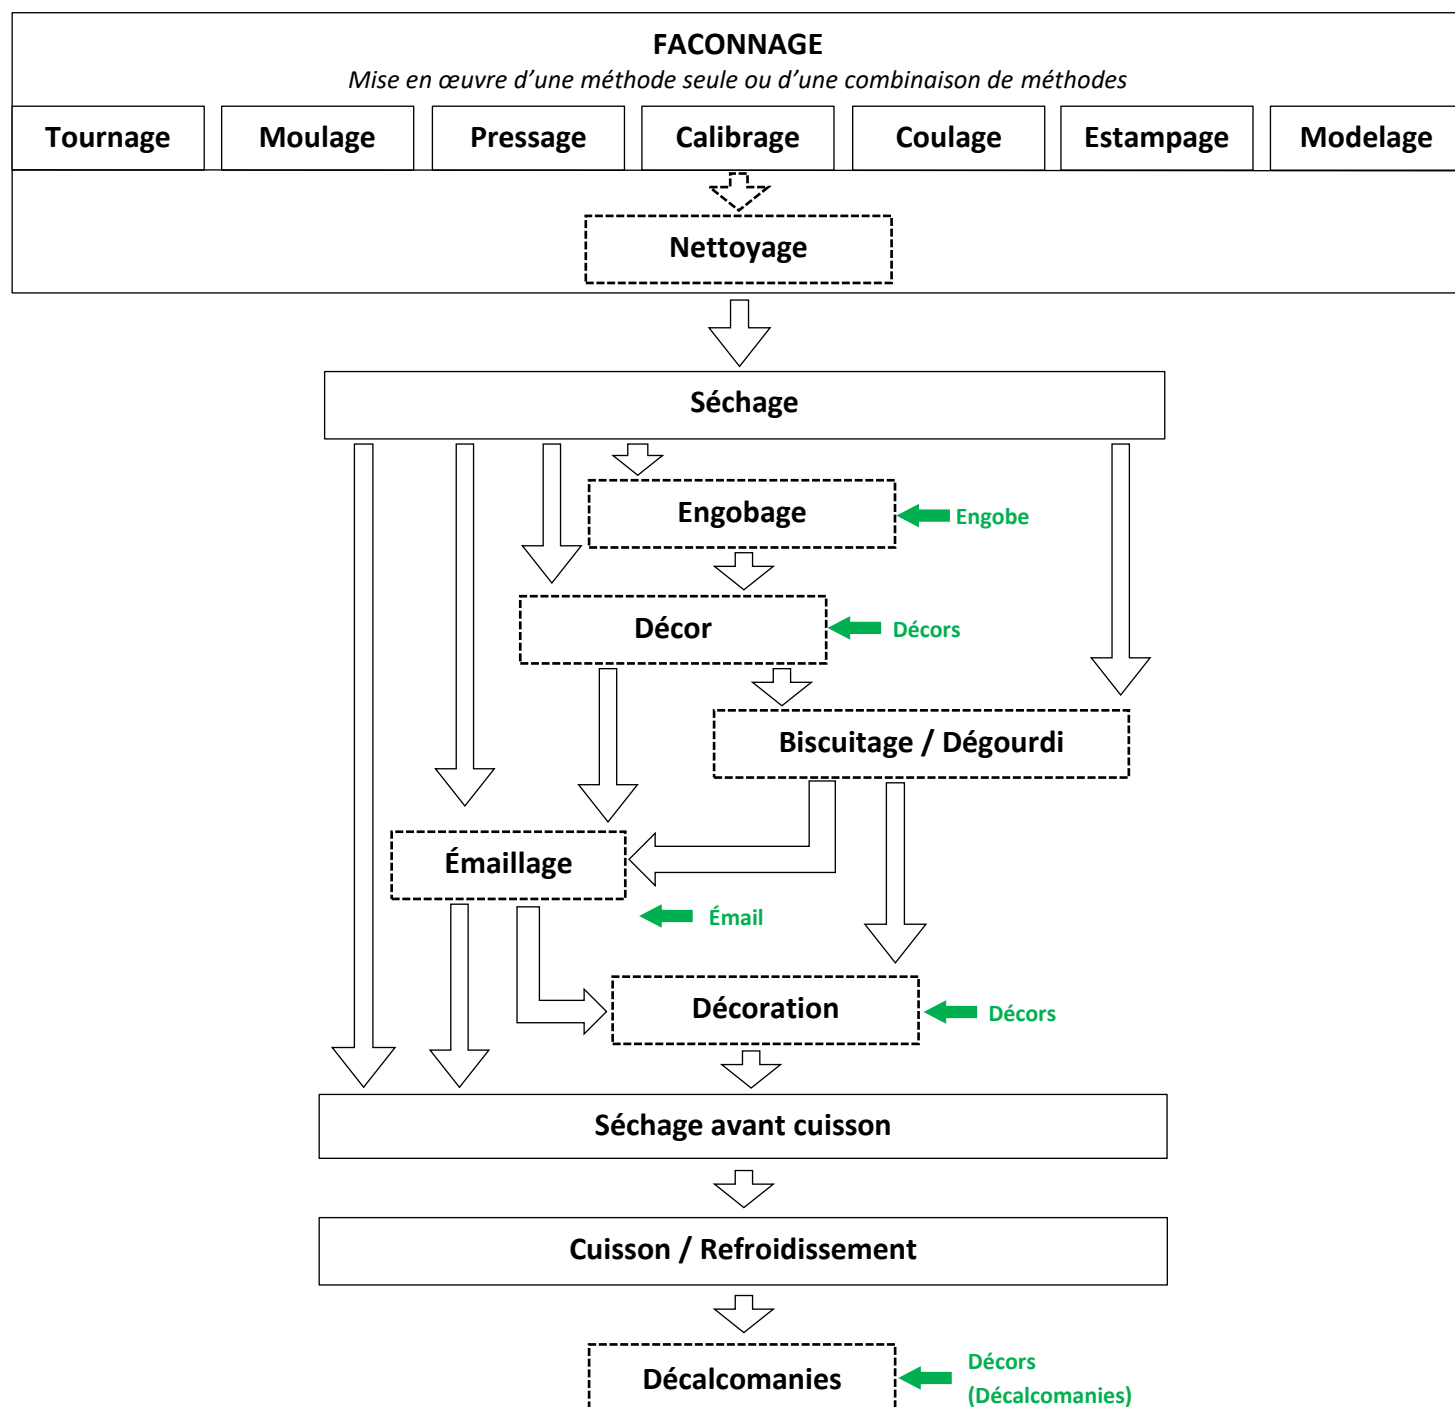 FACONNAGE
Mise en œuvre d'une méthode seule ou d'une combinaison de méthodes
Tournage
Moulage
Pressage
Calibrage
Coulage
Estampage
Modelage
Nettoyage
Séchage
Engobage
Engobe
Décor
Décors
Biscuitage / Dégourdi
Émaillage
Émail
Décoration
Décors
Séchage avant cuisson
Cuisson / Refroidissement
Décalcomanies
Décors
(Décalcomanies)